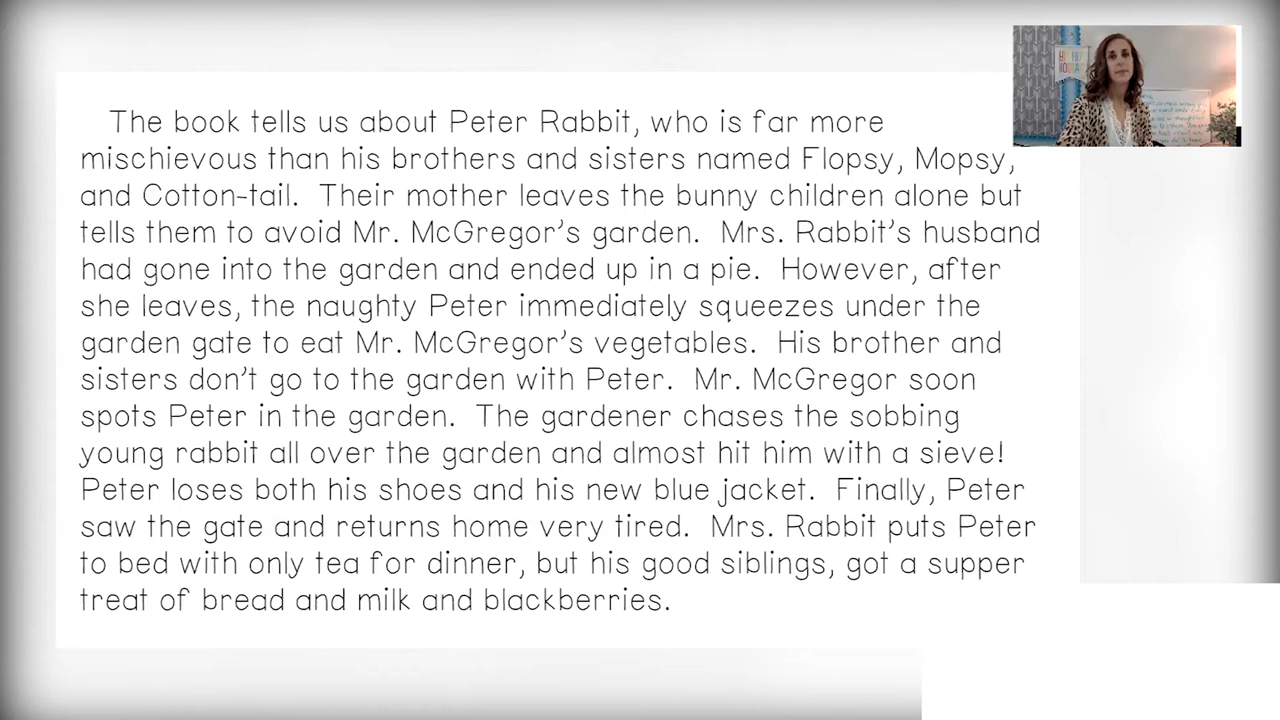 The book tells us about Peter Rabbit, who is far more
mischievous than his brothers and sisters named Flopsy, Mopsy,
and Cotton-tail. Their mother leaves the bunny children alone but
tells them to avoid Mr. McGregor's garden. Mrs. Rabbit's husband
had gone into the garden and ended up in a pie. However, after
she leaves, the naughty Peter immediately squeezes under the
garden gate to eat Mr. McGregor's vegetables. His brother and
sisters don't go to the garden with Peter. Mr. McGregor soon
spots Peter in the garden. The gardener chases the sobbing
young rabbit all over the garden and almost hit him with a sieve!
Peter loses both his shoes and his new blue jacket. Finally, Peter
saw the gate and returns home very tired. Mrs. Rabbit puts Peter
to bed with only tea for dinner, but his good siblings, got a supper
treat of bread and milk and blackberries.